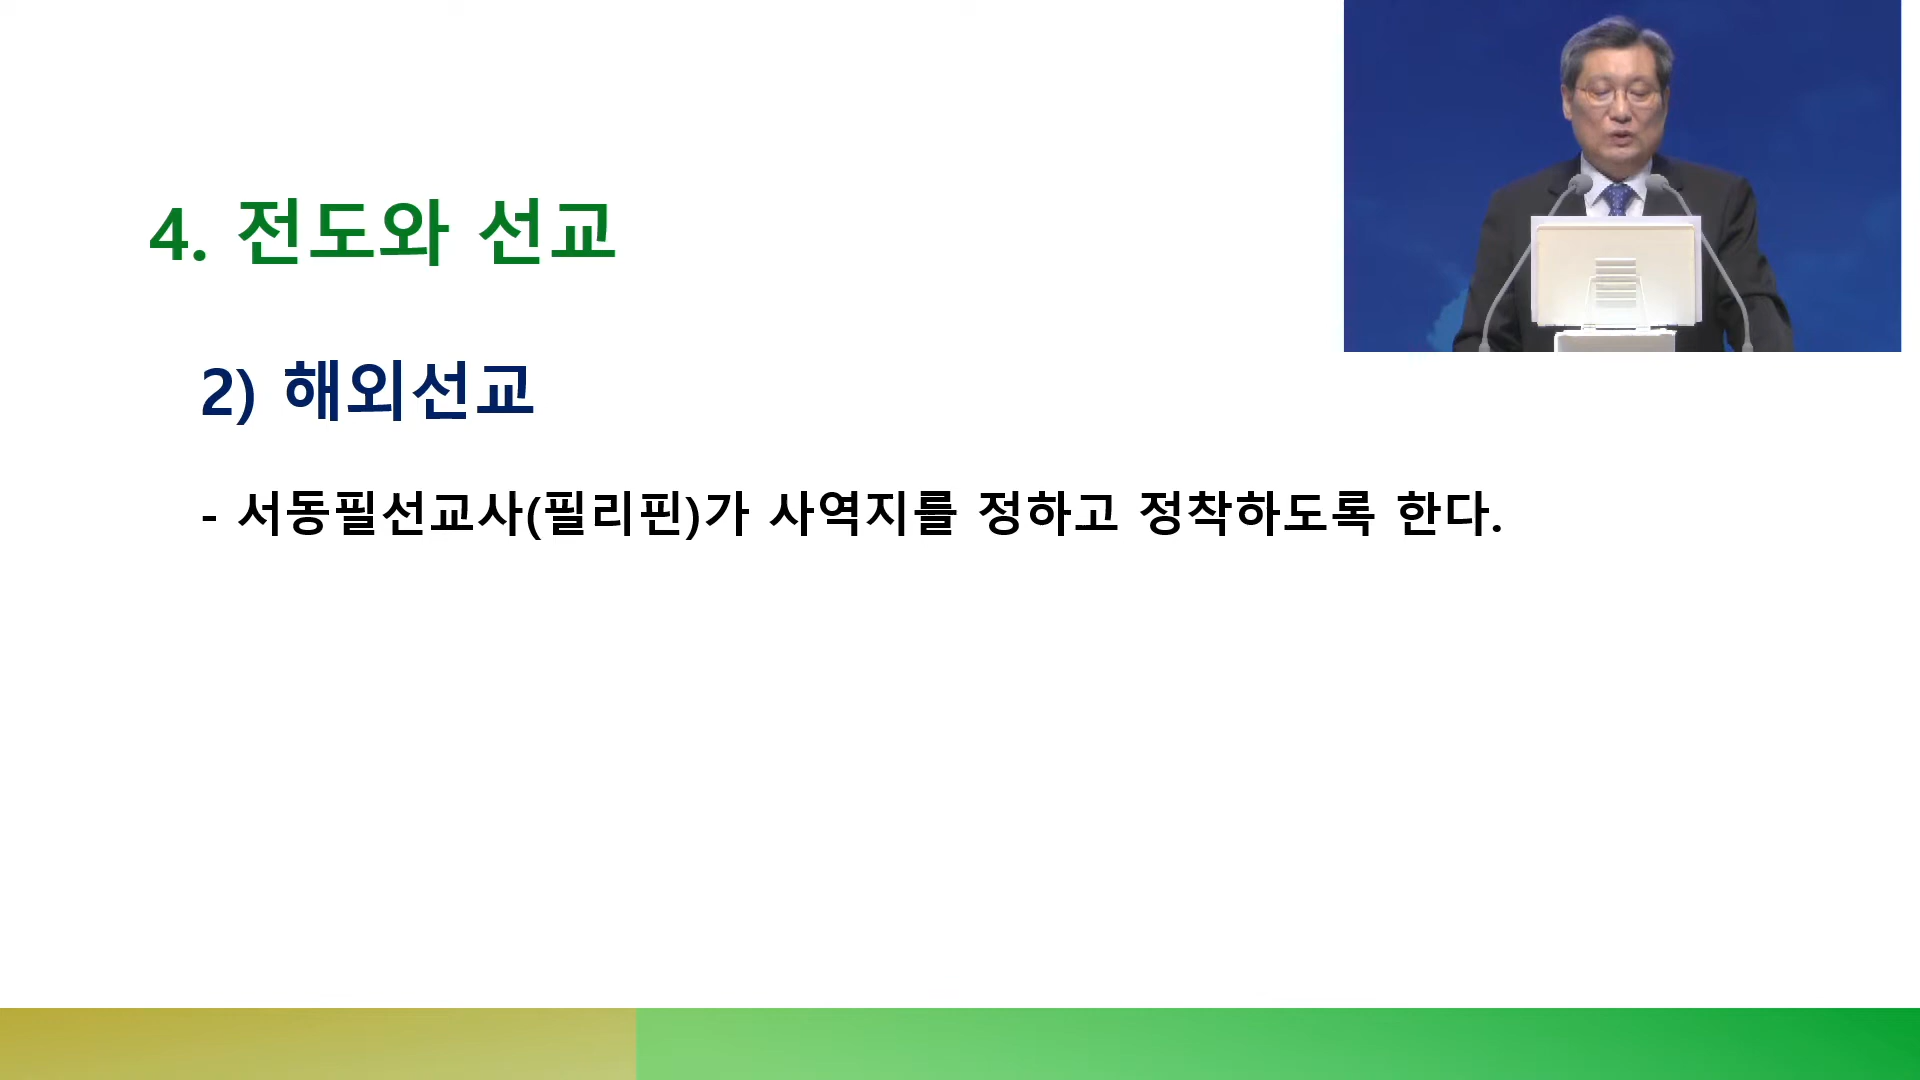 4. 전도와 선교
2) 해외선교
- 서동필선교사(필리핀)가 사역지를 정하고 정착하도록 한다.